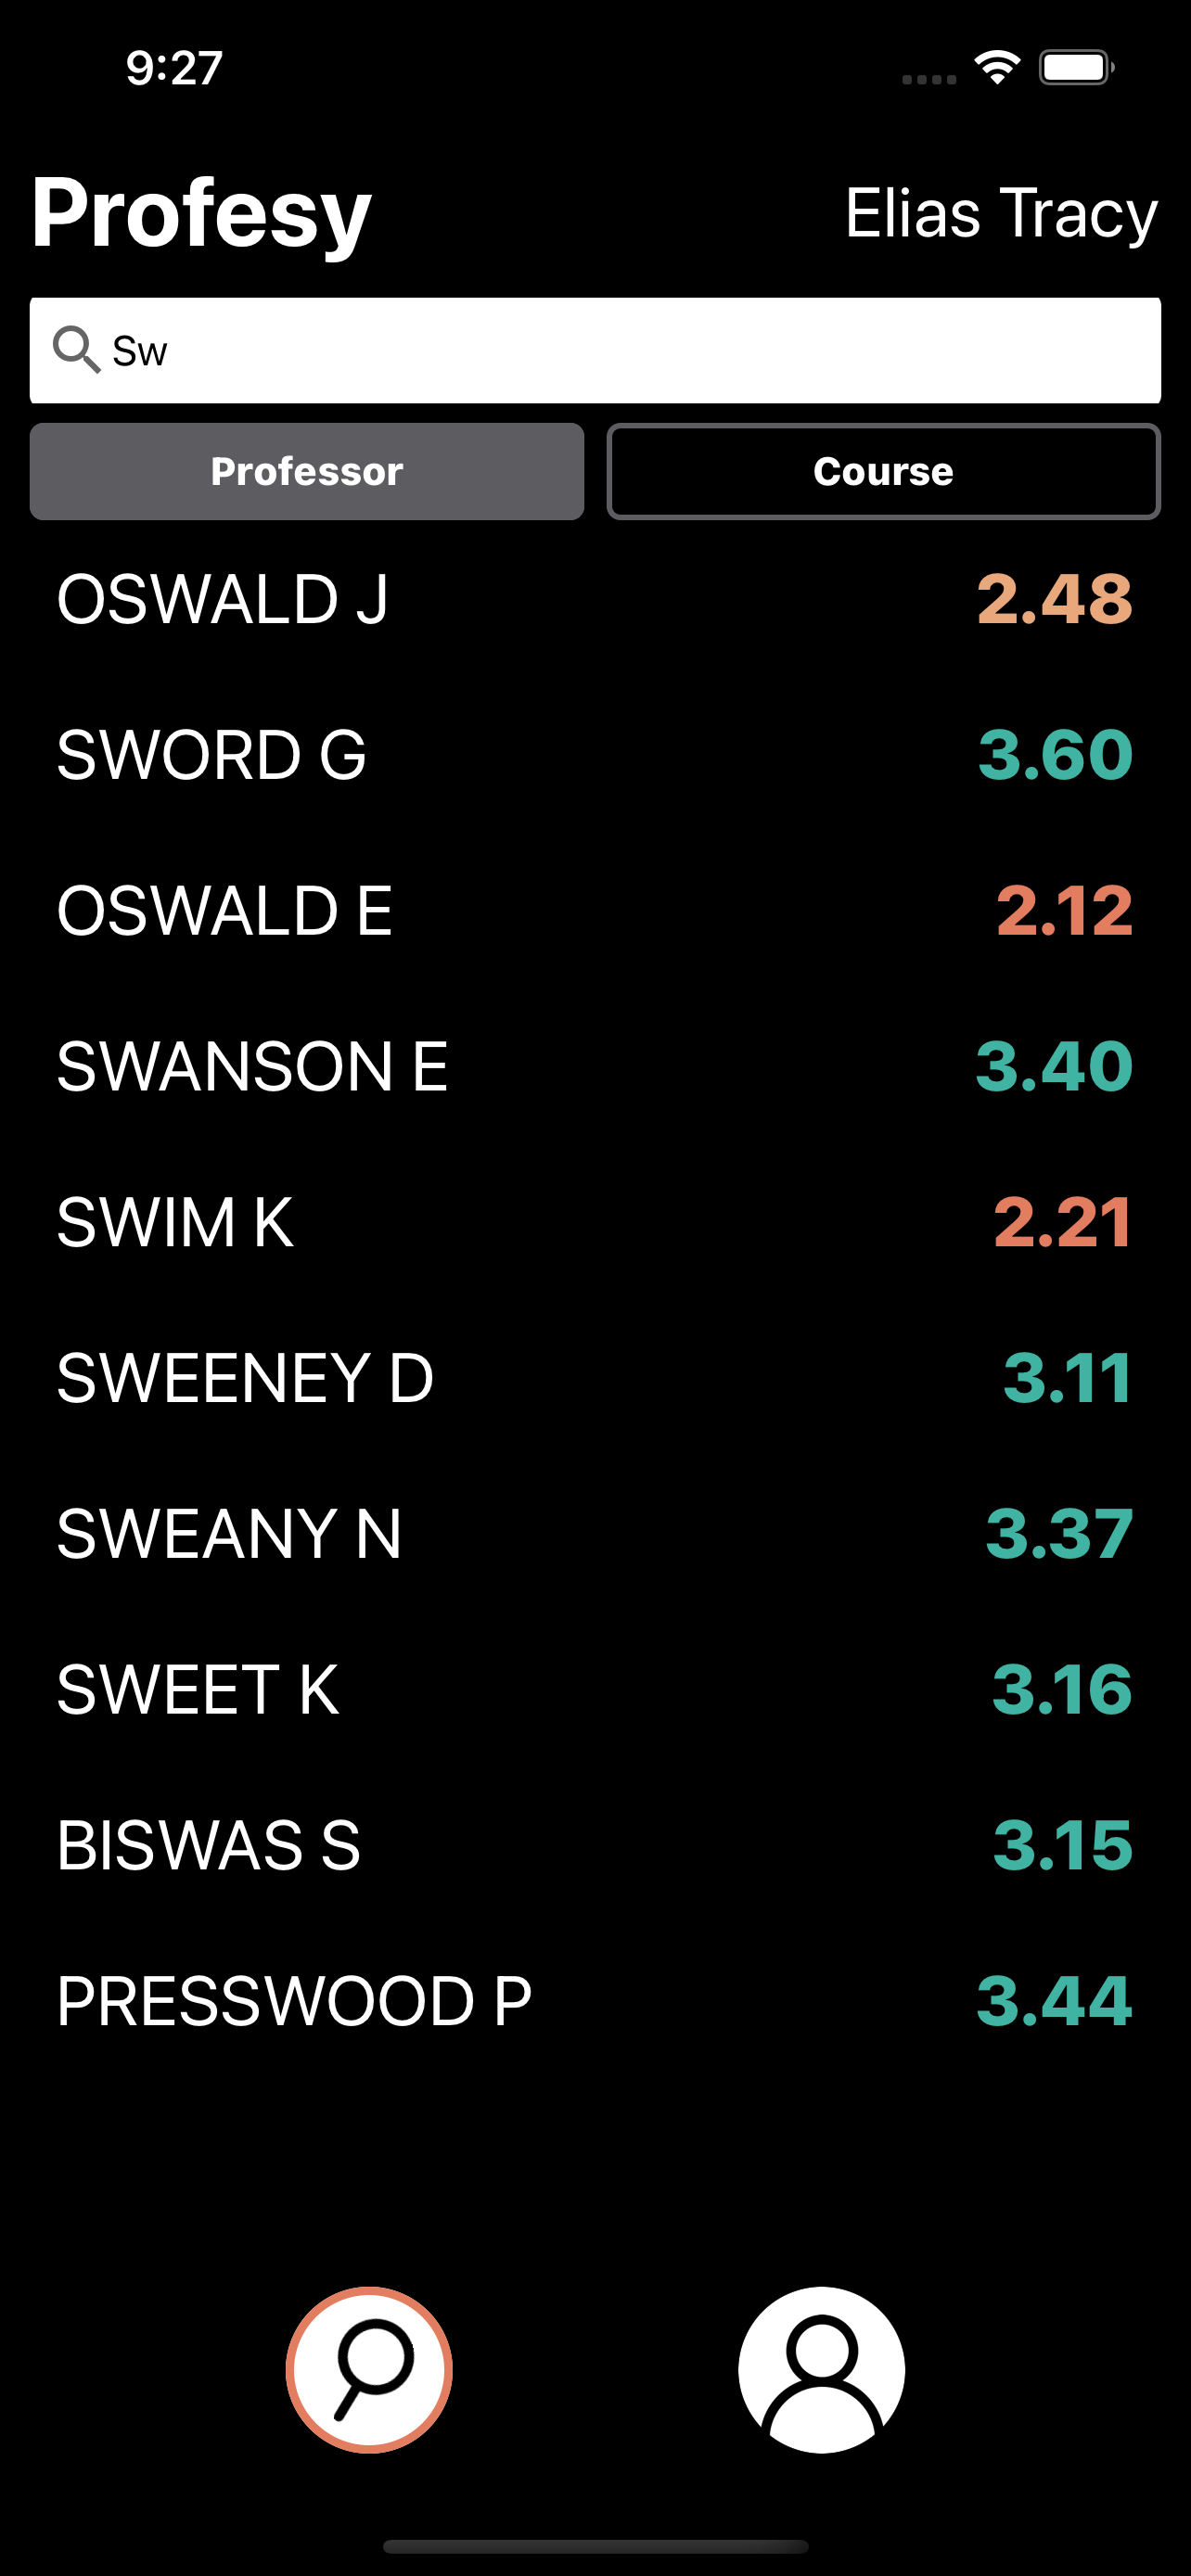 9:27
Profesy Elias Tracy
Sw
Professor Course
OSWALD J 2.48
SWORD G 3.60
OSWALD E 2.12
SWANSON E 3.40
SWIM K 2.21
SWEENEY D 3.11
SWEANY N 3.37
SWEET K 3.16
BISWAS S 3.15
PRESSWOOD P 3.44